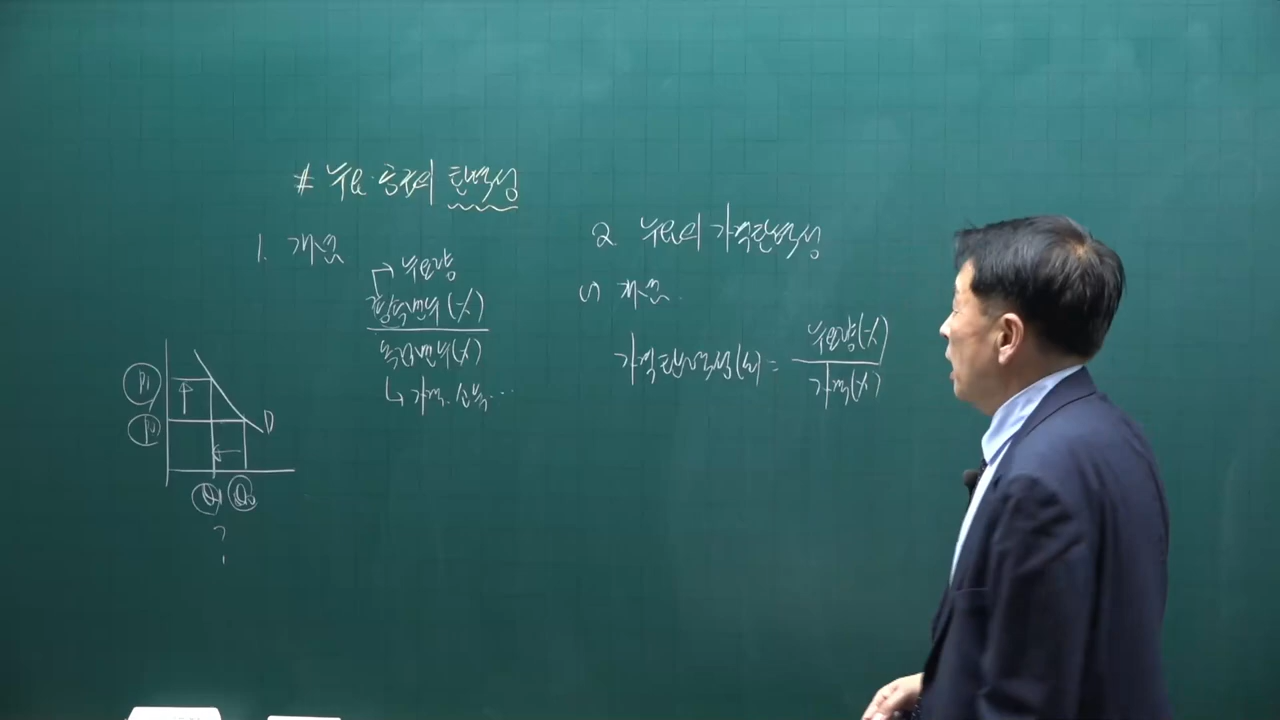 # 수요·공급의 탄력성
1. 개요
→ 수요량
종속변수(%)
독립변수(%)
↳ 가격, 소득…
P₁
P₀
D
Q₁ Q₀
?
2. 수요의 가격탄력성
1) 개요.
가격탄력성(e) = 수요량(%) / 가격(%)